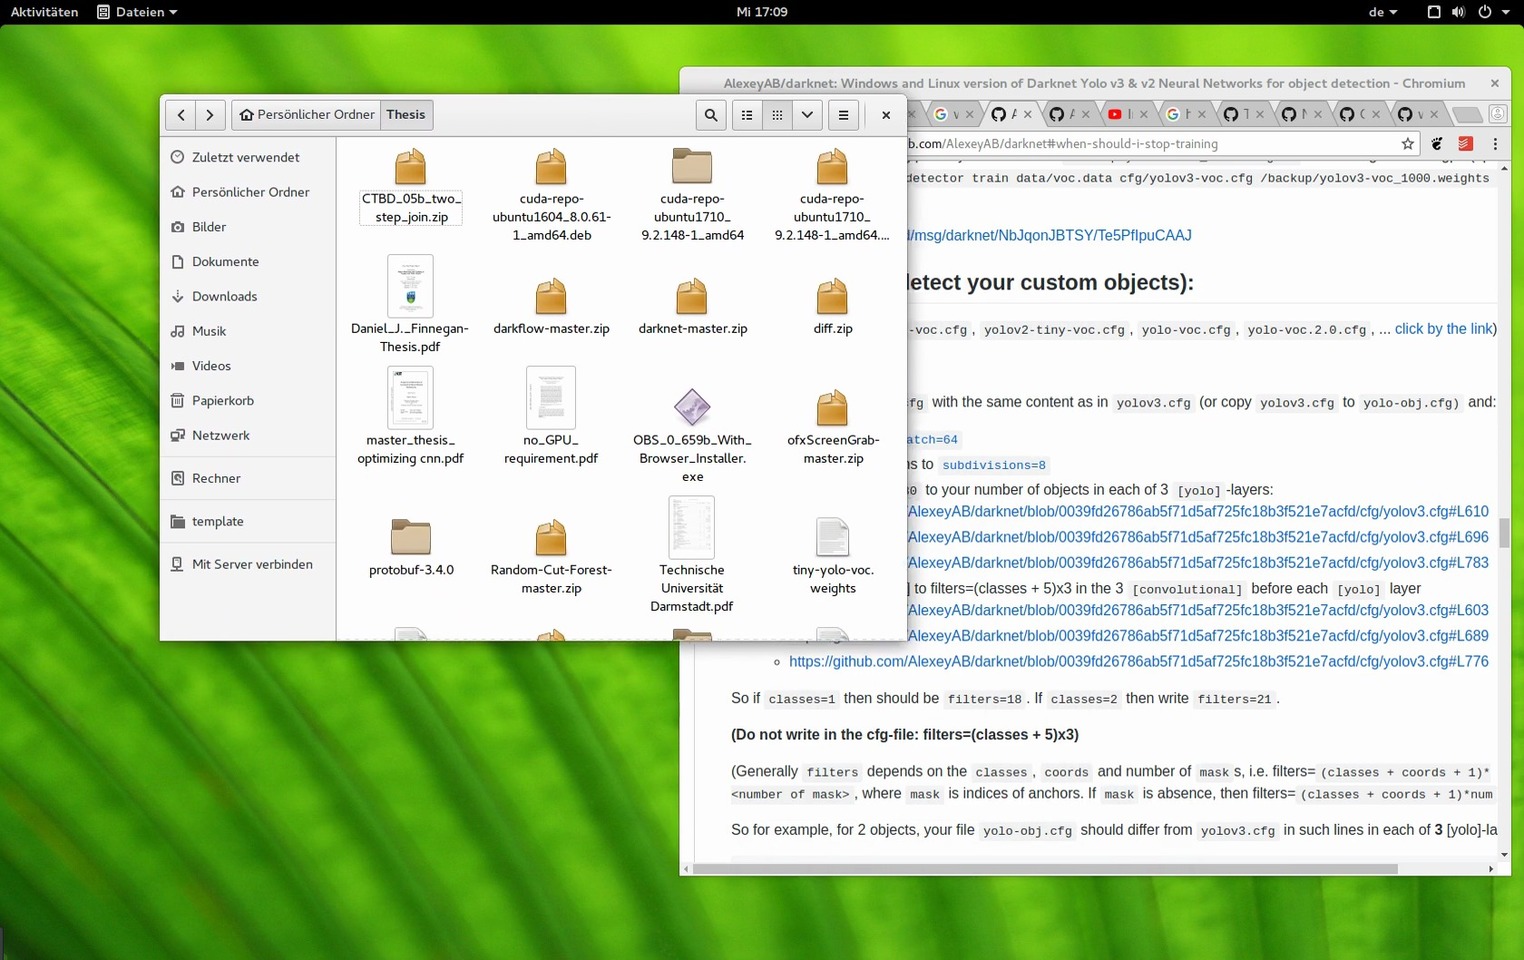 Aktivitäten
Dateien
Mi 17:09
de
AlexeyAB/darknet: Windows and Linux version of Darknet Yolo v3 & v2 Neural Networks for object detection - Chromium
Persönlicher Ordner
Thesis
b.com/AlexeyAB/darknet#when-should-i-stop-training
Zuletzt verwendet
Persönlicher Ordner
Bilder
Dokumente
Downloads
Musik
Videos
Papierkorb
Netzwerk
Rechner
template
Mit Server verbinden
CTBD_05b_two_
step_join.zip
cuda-repo-
ubuntu1604_8.0.61-
1_amd64.deb
cuda-repo-
ubuntu1710_
9.2.148-1_amd64
cuda-repo-
ubuntu1710_
9.2.148-1_amd64....
Daniel_J._Finnegan-
Thesis.pdf
darkflow-master.zip
darknet-master.zip
diff.zip
master_thesis_
optimizing cnn.pdf
no_GPU_
requirement.pdf
OBS_0_659b_With_
Browser_Installer.
exe
ofxScreenGrab-
master.zip
protobuf-3.4.0
Random-Cut-Forest-
master.zip
Technische
Universität
Darmstadt.pdf
tiny-yolo-voc.
weights
detector train data/voc.data cfg/yolov3-voc.cfg /backup/yolov3-voc_1000.weights
d/msg/darknet/NbJqonJBTSY/Te5PfIpuCAAJ
detect your custom objects):
-voc.cfg , yolov2-tiny-voc.cfg , yolo-voc.cfg , yolo-voc.2.0.cfg , ... click by the link)
fg with the same content as in yolov3.cfg (or copy yolov3.cfg to yolo-obj.cfg) and:
atch=64
ns to subdivisions=8
80 to your number of objects in each of 3 [yolo] -layers:
/AlexeyAB/darknet/blob/0039fd26786ab5f71d5af725fc18b3f521e7acfd/cfg/yolov3.cfg#L610
/AlexeyAB/darknet/blob/0039fd26786ab5f71d5af725fc18b3f521e7acfd/cfg/yolov3.cfg#L696
/AlexeyAB/darknet/blob/0039fd26786ab5f71d5af725fc18b3f521e7acfd/cfg/yolov3.cfg#L783
] to filters=(classes + 5)x3 in the 3 [convolutional] before each [yolo] layer
/AlexeyAB/darknet/blob/0039fd26786ab5f71d5af725fc18b3f521e7acfd/cfg/yolov3.cfg#L603
/AlexeyAB/darknet/blob/0039fd26786ab5f71d5af725fc18b3f521e7acfd/cfg/yolov3.cfg#L689
https://github.com/AlexeyAB/darknet/blob/0039fd26786ab5f71d5af725fc18b3f521e7acfd/cfg/yolov3.cfg#L776
So if classes=1 then should be filters=18 . If classes=2 then write filters=21 .
(Do not write in the cfg-file: filters=(classes + 5)x3)
(Generally filters depends on the classes , coords and number of mask s, i.e. filters= (classes + coords + 1)*
<number of mask> , where mask is indices of anchors. If mask is absence, then filters= (classes + coords + 1)*num
So for example, for 2 objects, your file yolo-obj.cfg should differ from yolov3.cfg in such lines in each of 3 [yolo]-la